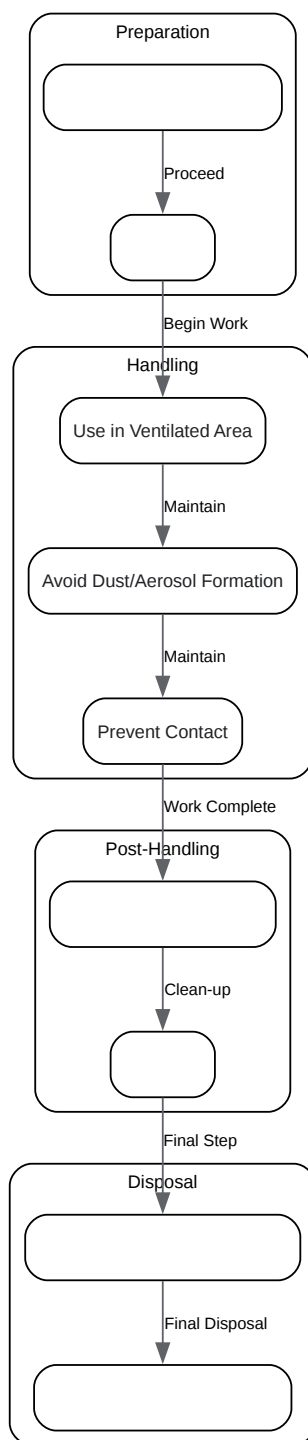 Preparation
Proceed
Begin Work
Handling
Use in Ventilated Area
Maintain
Avoid Dust/Aerosol Formation
Maintain
Prevent Contact
Work Complete
Post-Handling
Clean-up
Final Step
Disposal
Final Disposal